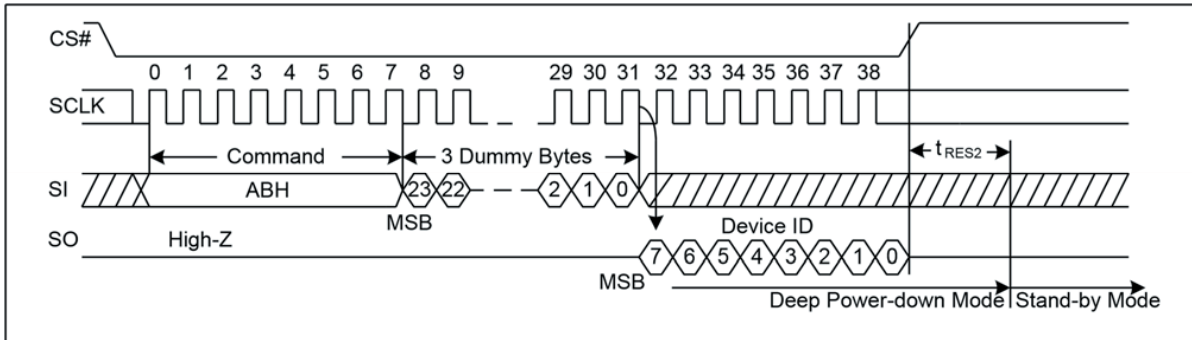 CS#
0 1 2 3 4 5 6 7 8 9 29 30 31 32 33 34 35 36 37 38
SCLK
Command 3 Dummy Bytes tRES2
SI ABH 23 22 2 1 0
MSB Device ID
SO High-Z
7 6 5 4 3 2 1 0
MSB
Deep Power-down Mode Stand-by Mode